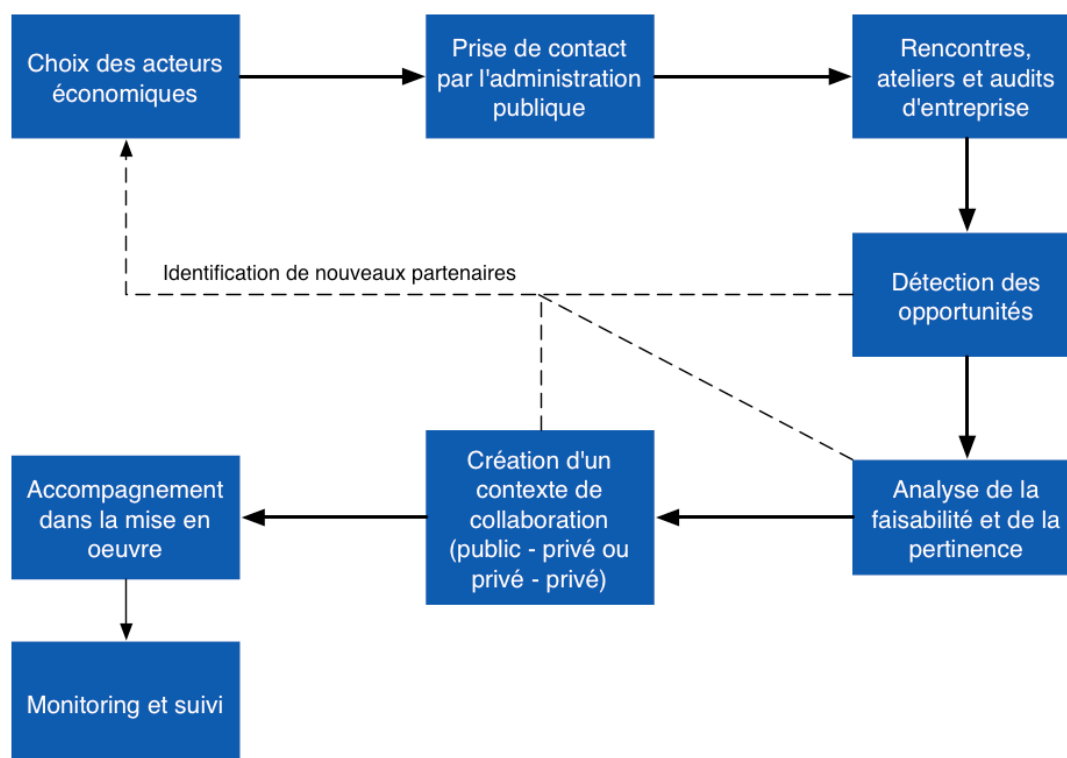 Choix des acteurs
économiques
Prise de contact
par l'administration
publique
Rencontres,
ateliers et audits
d'entreprise
Identification de nouveaux partenaires
Détection des
opportunités
Accompagnement
dans la mise en
oeuvre
Création d'un
contexte de
collaboration
(public - privé ou
privé - privé)
Analyse de la
faisabilité et de la
pertinence
Monitoring et suivi